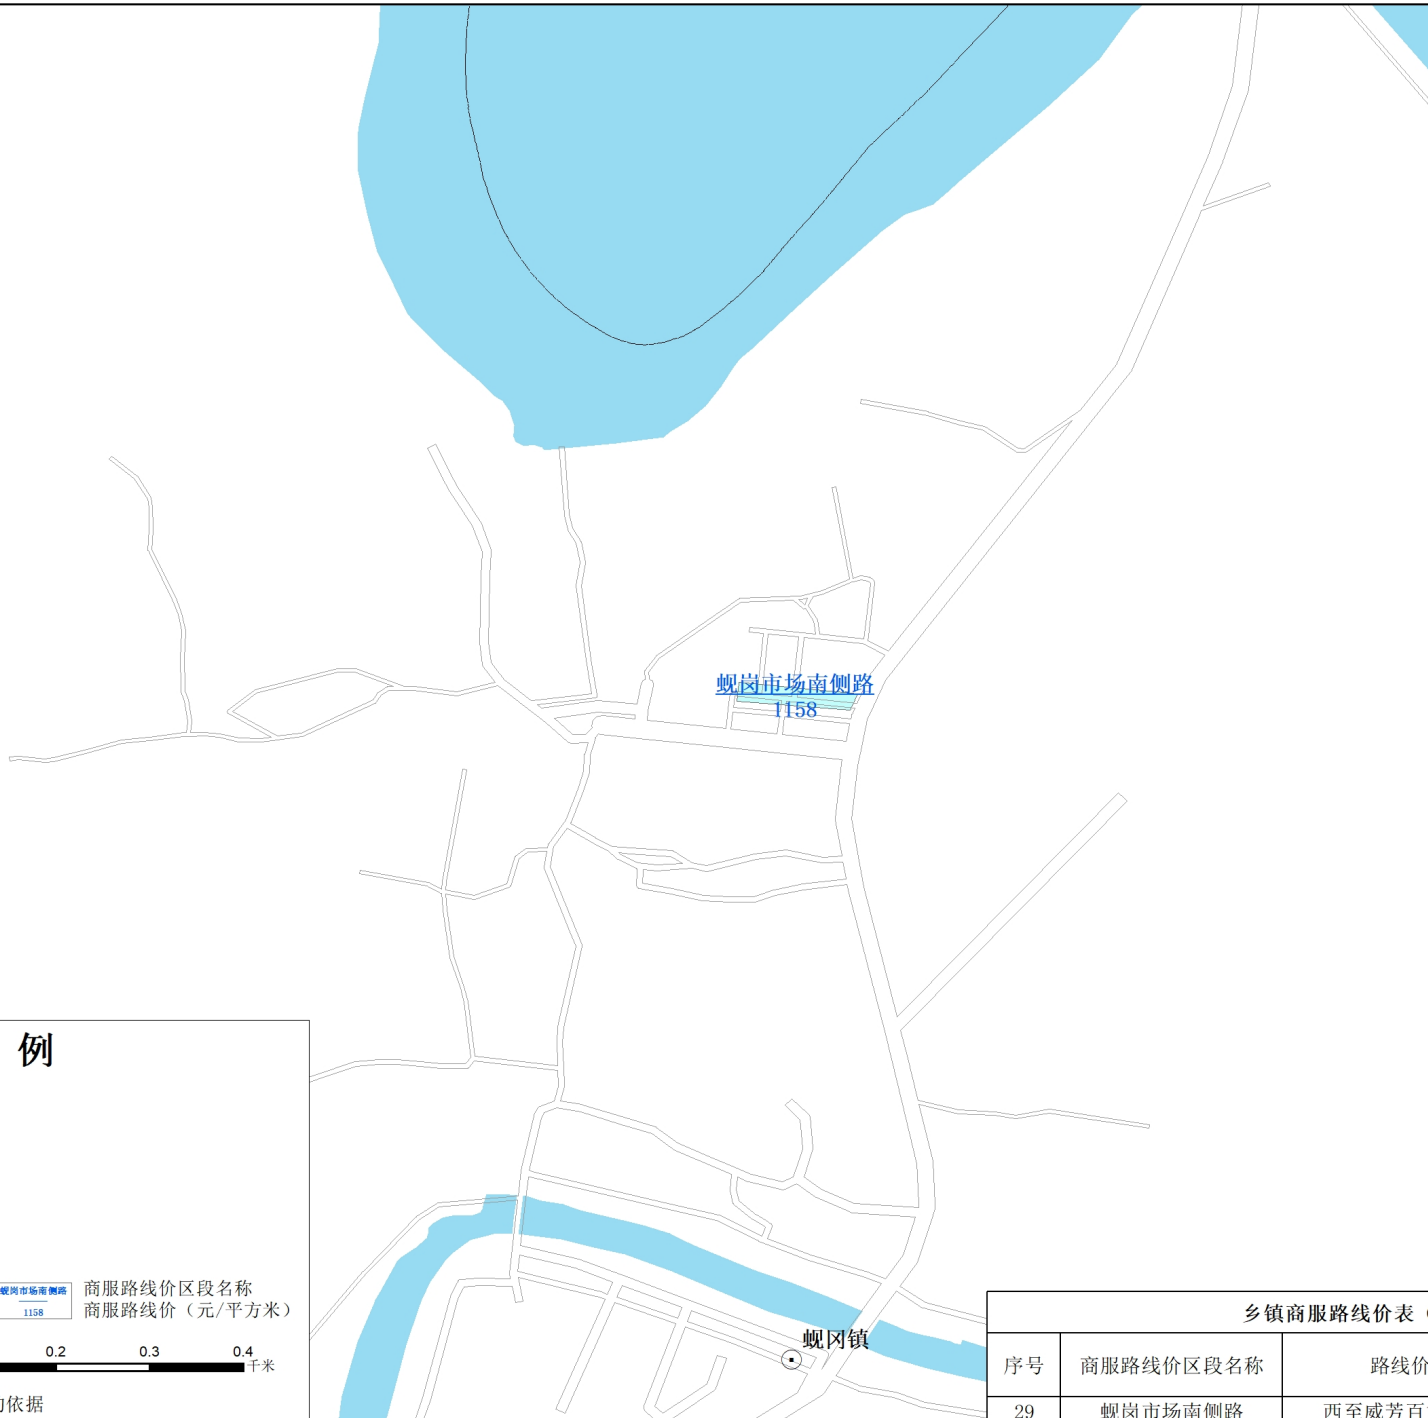 蚬岗市场南侧路
1158
例
蚬岗市场南侧路
1158
商服路线价区段名称
商服路线价（元/平方米）
0.2 0.3 0.4
千米
依据
蚬冈镇
乡镇商服路线价表
序号 商服路线价区段名称 路线价
29 蚬岗市场南侧路 西至威芳百